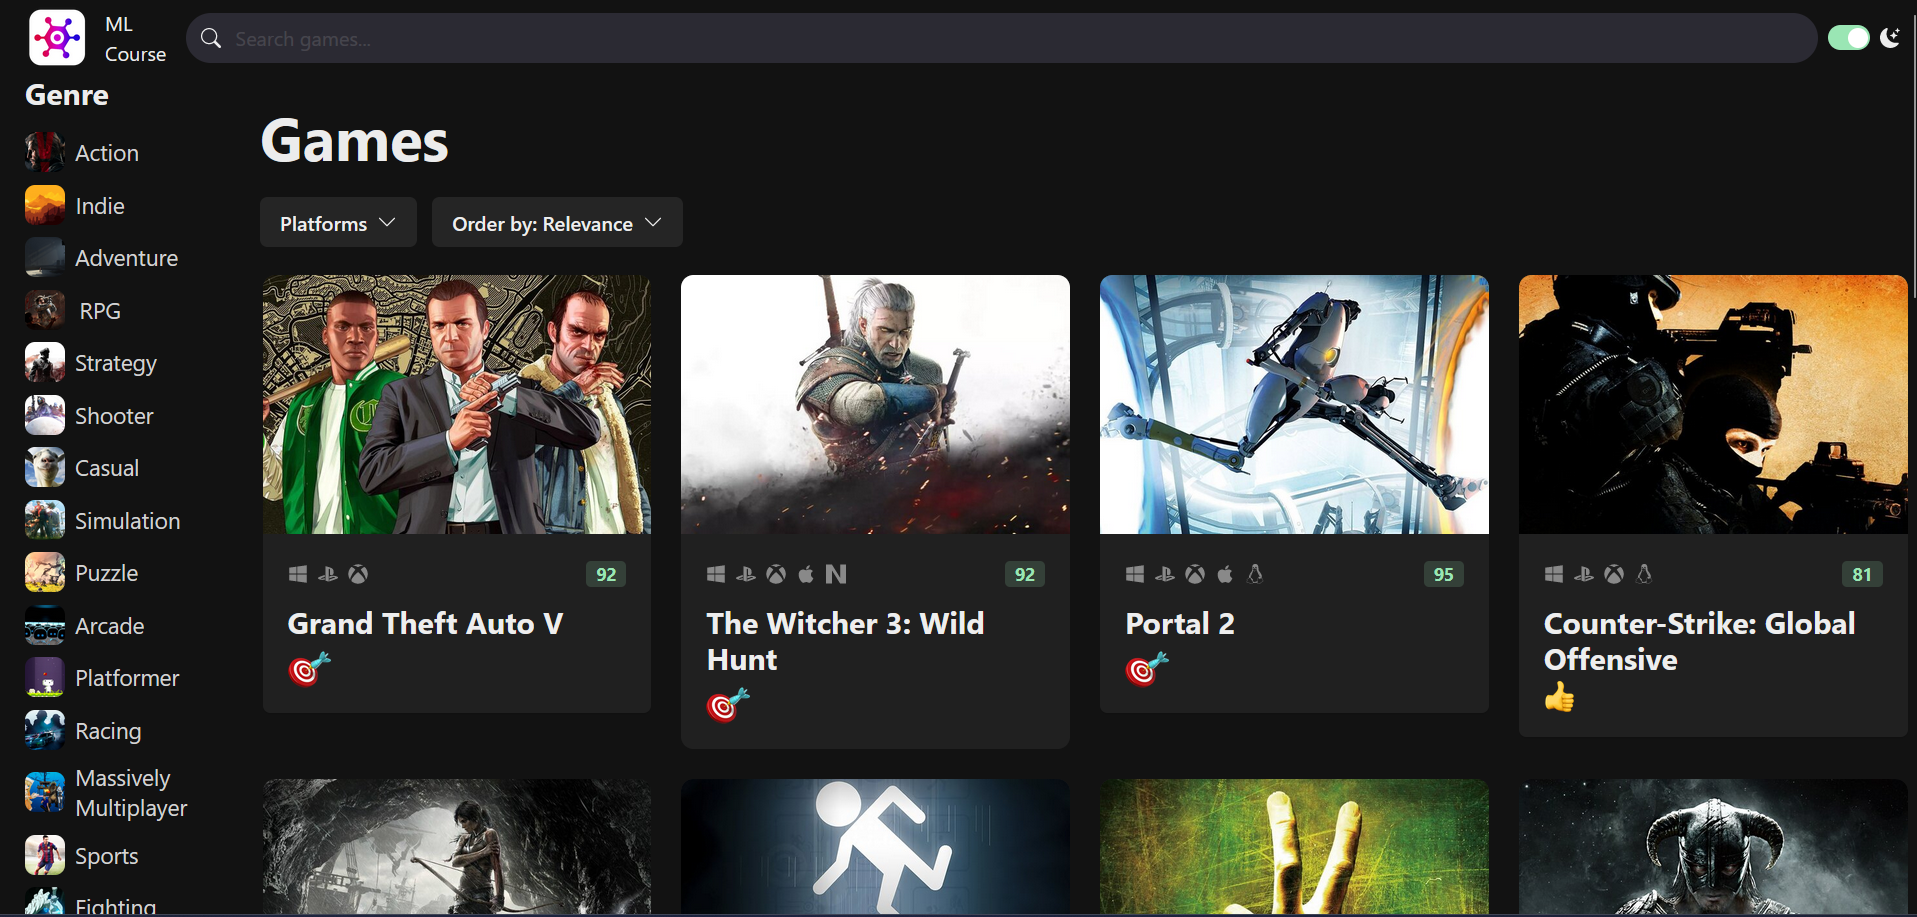 ML
Course
Search games...
Genre
Action
Indie
Adventure
RPG
Strategy
Shooter
Casual
Simulation
Puzzle
Arcade
Platformer
Racing
Massively
Multiplayer
Sports
Fighting
Games
Platforms
Order by: Relevance
92
Grand Theft Auto V
92
The Witcher 3: Wild
Hunt
95
Portal 2
81
Counter-Strike: Global
Offensive